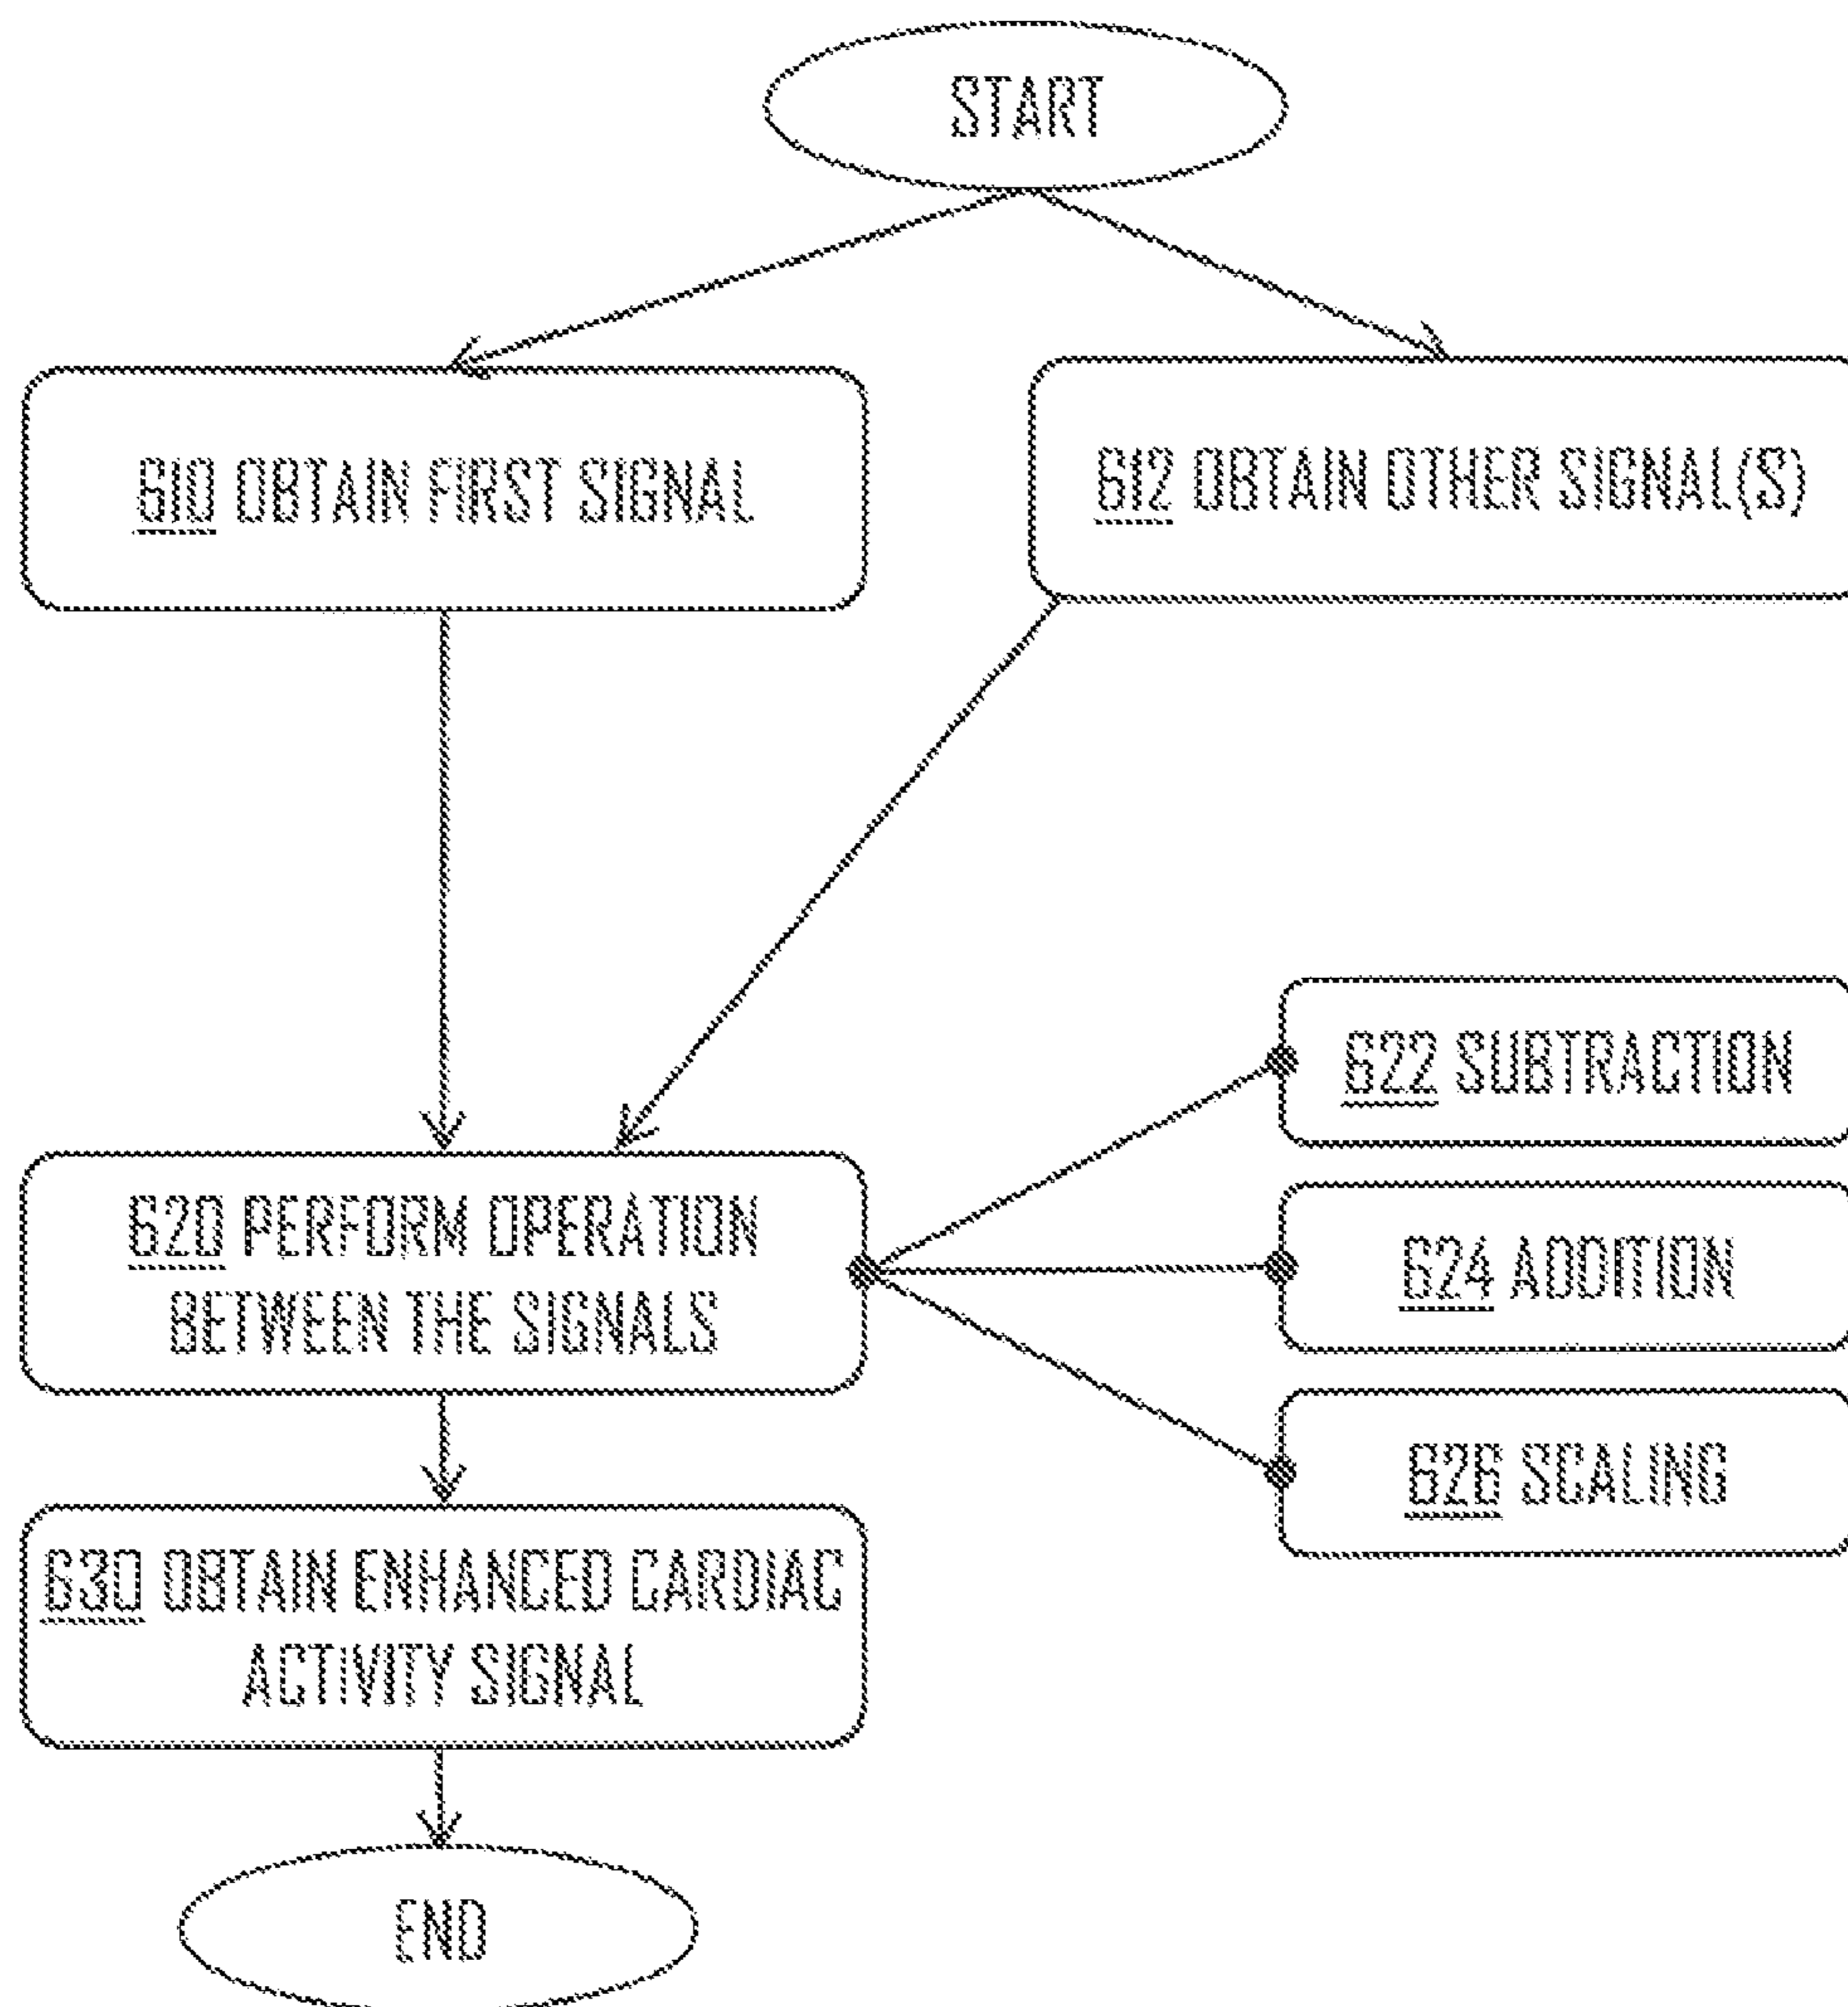 START
610 OBTAIN FIRST SIGNAL
612 OBTAIN OTHER SIGNAL(S)
622 SUBTRACTION
620 PERFORM OPERATION
BETWEEN THE SIGNALS
624 ADDITION
626 SCALING
630 OBTAIN ENHANCED CARDIAC
ACTIVITY SIGNAL
END